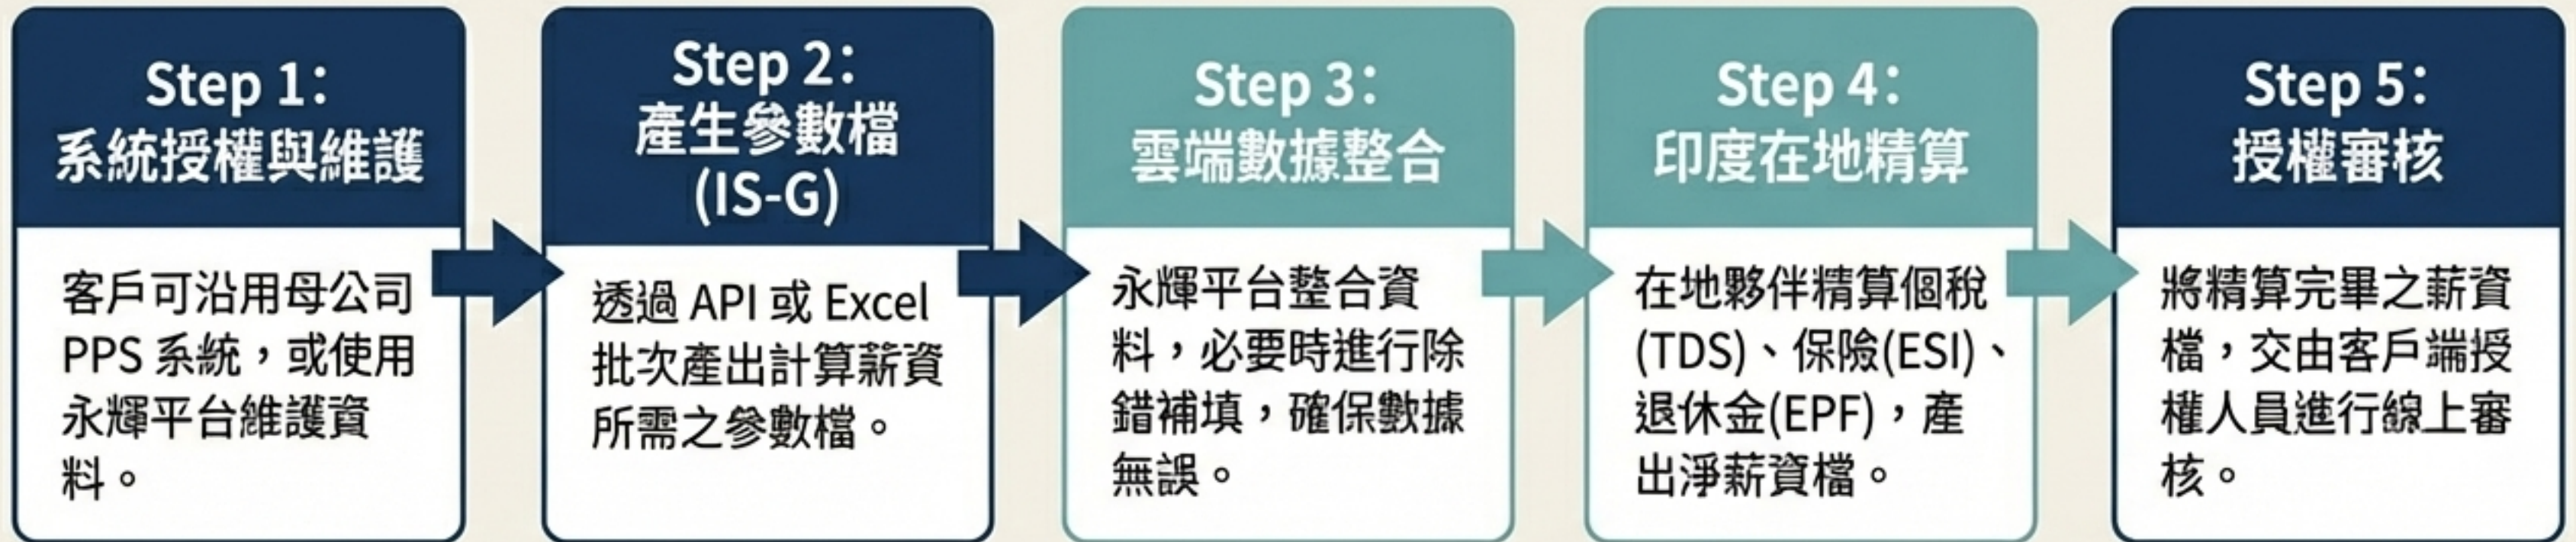 Step 1:
系統授權與維護
客戶可沿用母公司
PPS 系統，或使用
永輝平台維護資
料。
Step 2:
產生參數檔
(IS-G)
透過 API 或 Excel
批次產出計算薪資
所需之參數檔。
Step 3:
雲端數據整合
永輝平台整合資
料，必要時進行除
錯補填，確保數據
無誤。
Step 4:
印度在地精算
在地夥伴精算個稅
(TDS)、保險(ESI)、
退休金(EPF)，產
出淨薪資檔。
Step 5:
授權審核
將精算完畢之薪資
檔，交由客戶端授
權人員進行線上審
核。